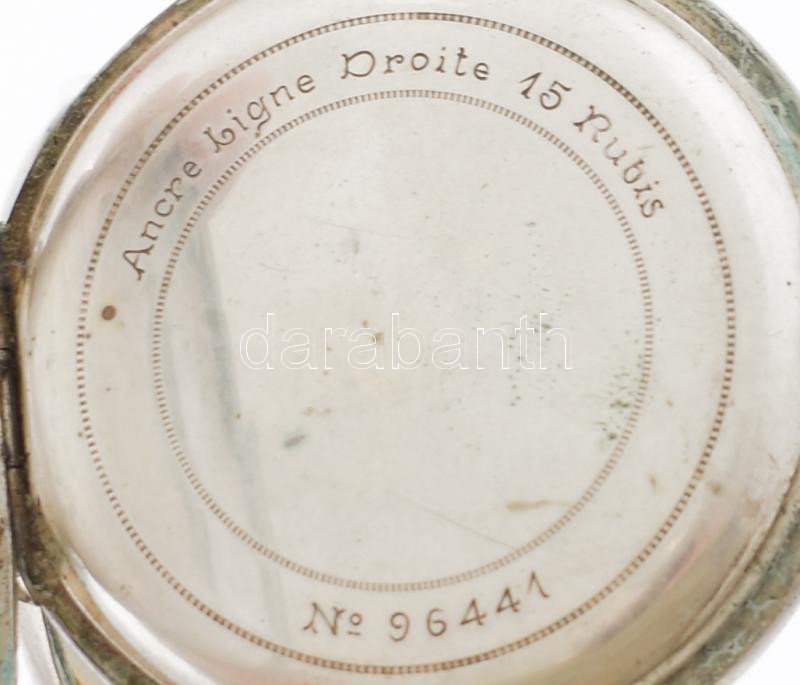 Ancre Ligne Droite 15 Rubis
darabanth
№ 96441